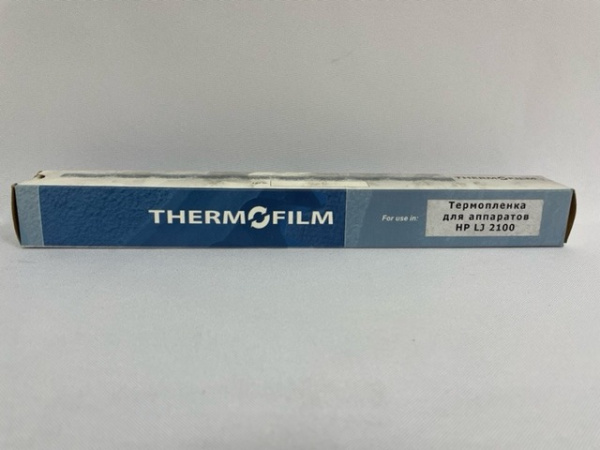 THERMOFILM
For use in:
Термопленка
для аппаратов
HP LJ 2100